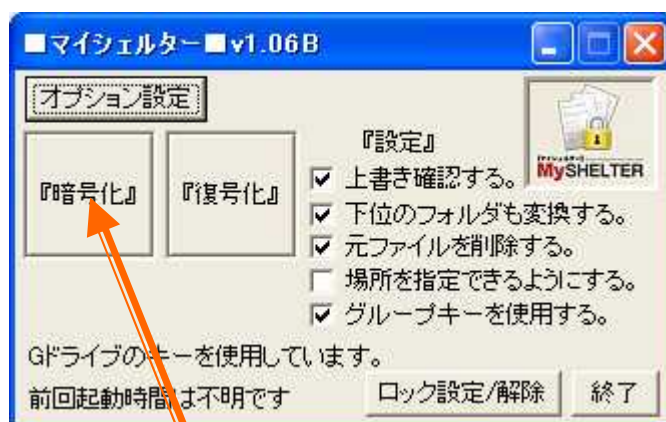 ■マイシェルター■v1.06B
オプション設定
『暗号化』
『復号化』
『設定』
上書き確認する。
下位のフォルダも変換する。
元ファイルを削除する。
場所を指定できるようにする。
グループキーを使用する。
MySHELTER
Gドライブのキーを使用しています。
前回起動時間は不明です
ロック設定/解除
終了